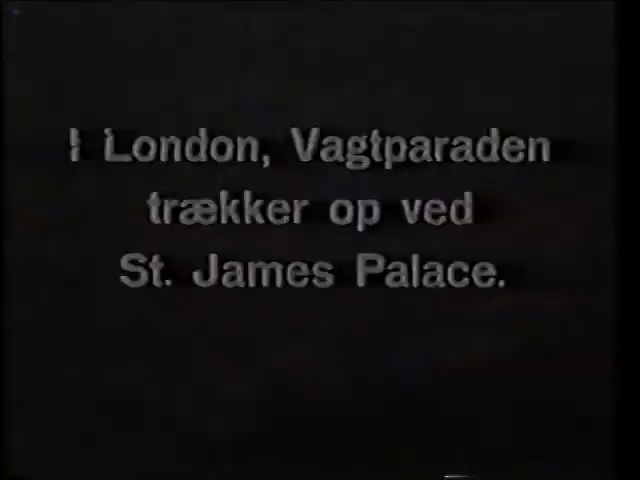 I London, Vagtparaden
trækker op ved
St. James Palace.